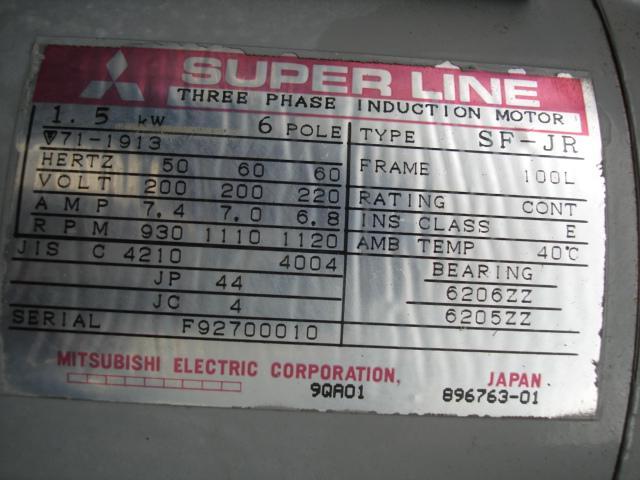 SUPER LINE
THREE PHASE INDUCTION MOTOR
1.5 kW 6 POLE
71-1913
HERTZ 50 60 60
VOLT 200 200 220
AMP 7.4 7.0 6.8
RPM 930 1110 1120
JIS C 4210 4004
JP 44
JC 4
SERIAL F92700010
TYPE SF-JR
FRAME 100L
RATING CONT
INS CLASS E
AMB TEMP 40℃
BEARING
6206ZZ
6205ZZ
MITSUBISHI ELECTRIC CORPORATION, JAPAN
9QA01 896763-01